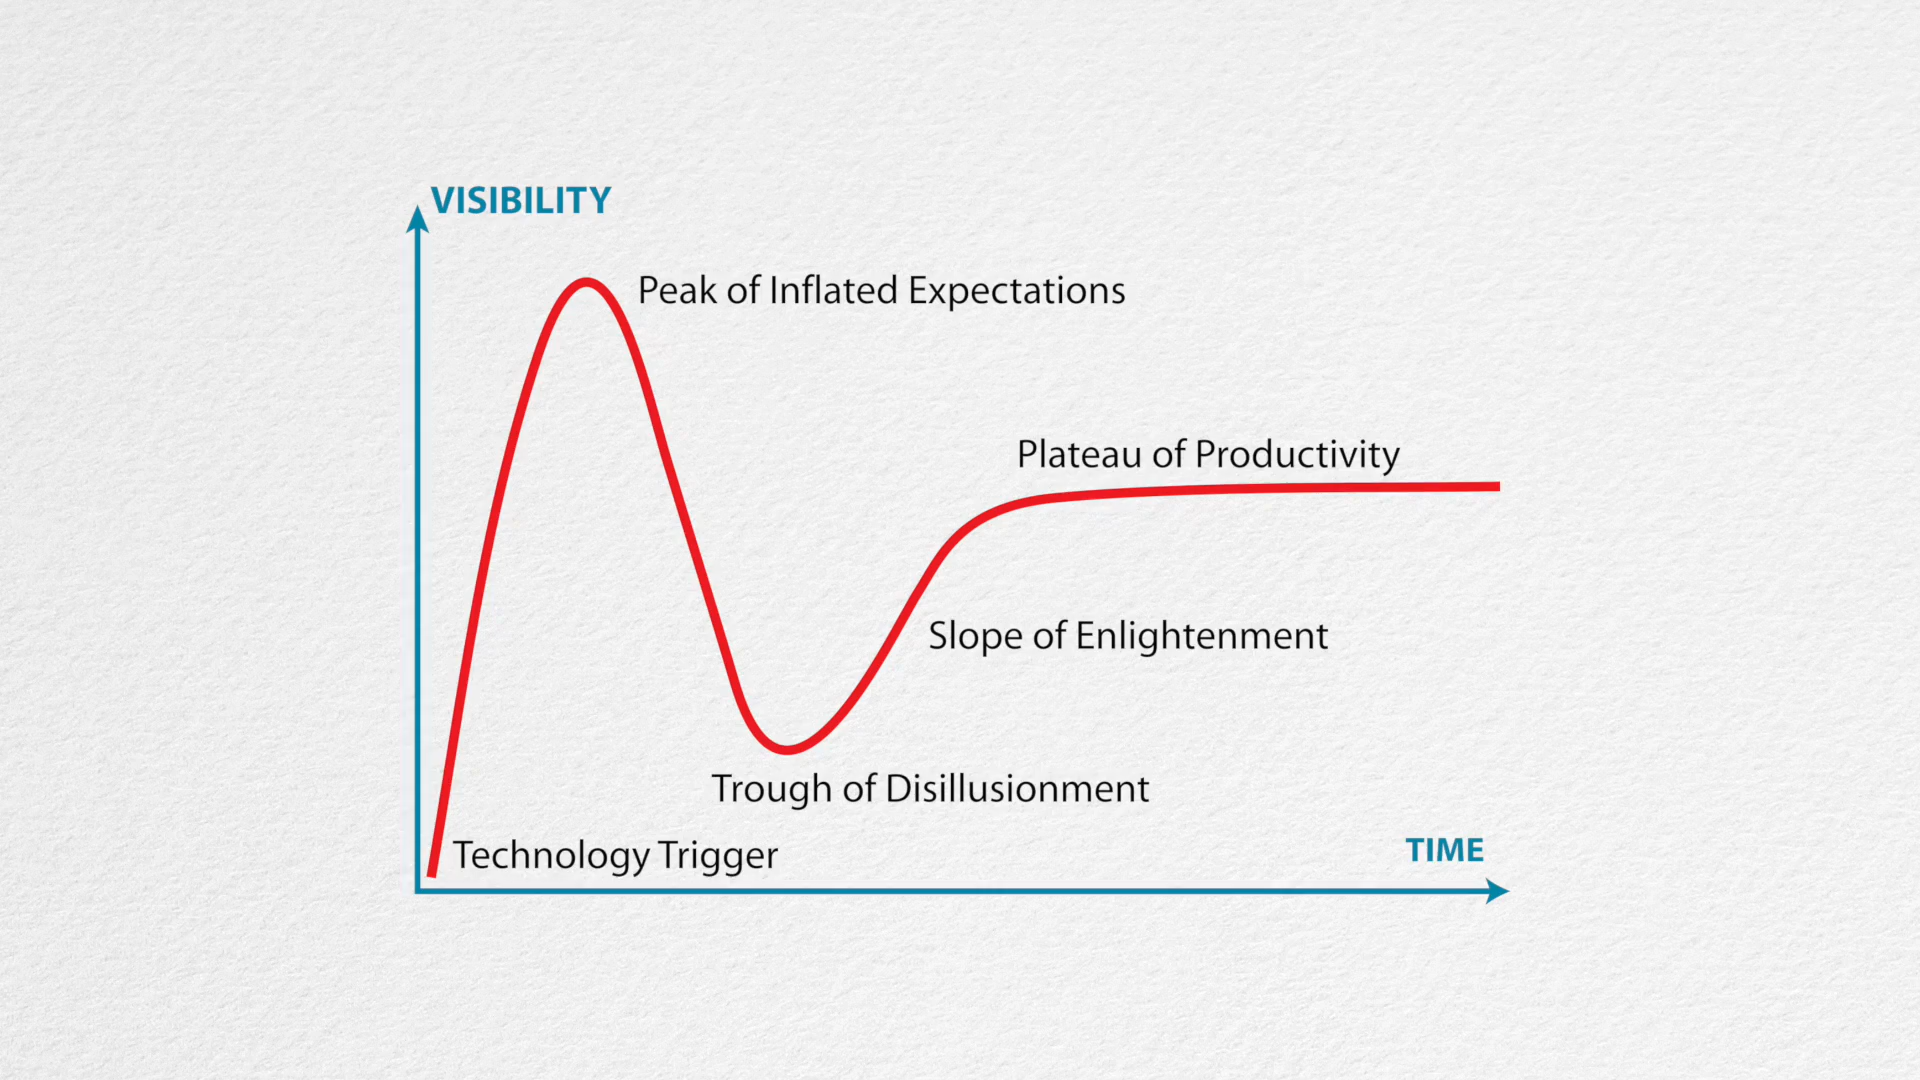 VISIBILITY
Peak of Inflated Expectations
Plateau of Productivity
Slope of Enlightenment
Trough of Disillusionment
Technology Trigger
TIME